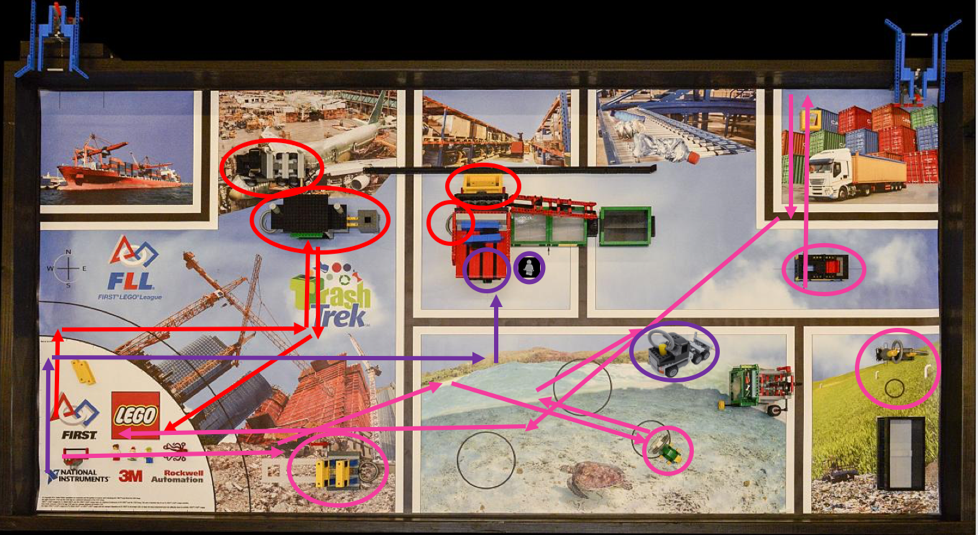 N
W E
S
FLL
FIRST LEGO League
Trash
Trek
FIRST
LEGO
NATIONAL
INSTRUMENTS
3M
Rockwell
Automation